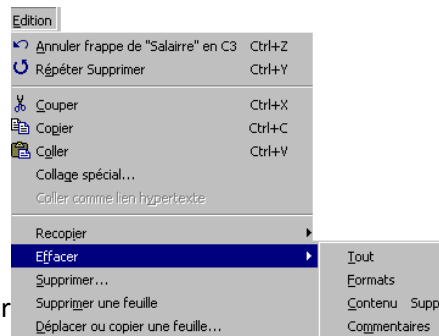 Edition
Annuler frappe de "Salairre" en C3 Ctrl+Z
Répéter Supprimer Ctrl+Y
Couper Ctrl+X
Copier Ctrl+C
Coller Ctrl+V
Collage spécial...
Coller comme lien hypertexte
Recopier
Effacer Tout
Supprimer... Formats
r Supprimer une feuille Contenu Supp
Déplacer ou copier une feuille... Commentaires